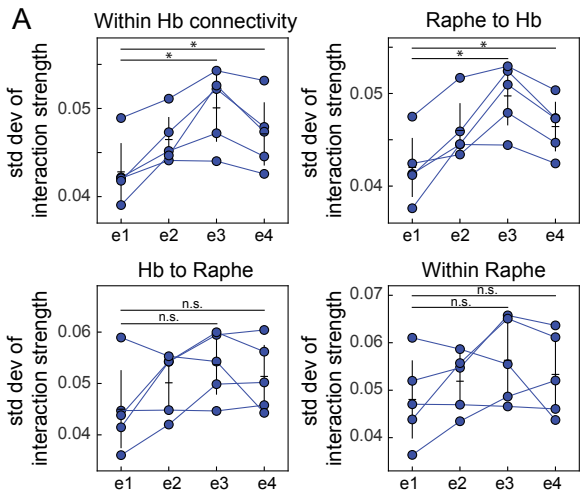 A
Within Hb connectivity
*
*
std dev of
interaction strength
0.05
0.04
e1 e2 e3 e4
Raphe to Hb
*
*
std dev of
interaction strength
0.05
0.04
e1 e2 e3 e4
Hb to Raphe
n.s.
n.s.
std dev of
interaction strength
0.06
0.05
0.04
e1 e2 e3 e4
Within Raphe
n.s.
n.s.
std dev of
interaction strength
0.07
0.06
0.05
0.04
e1 e2 e3 e4